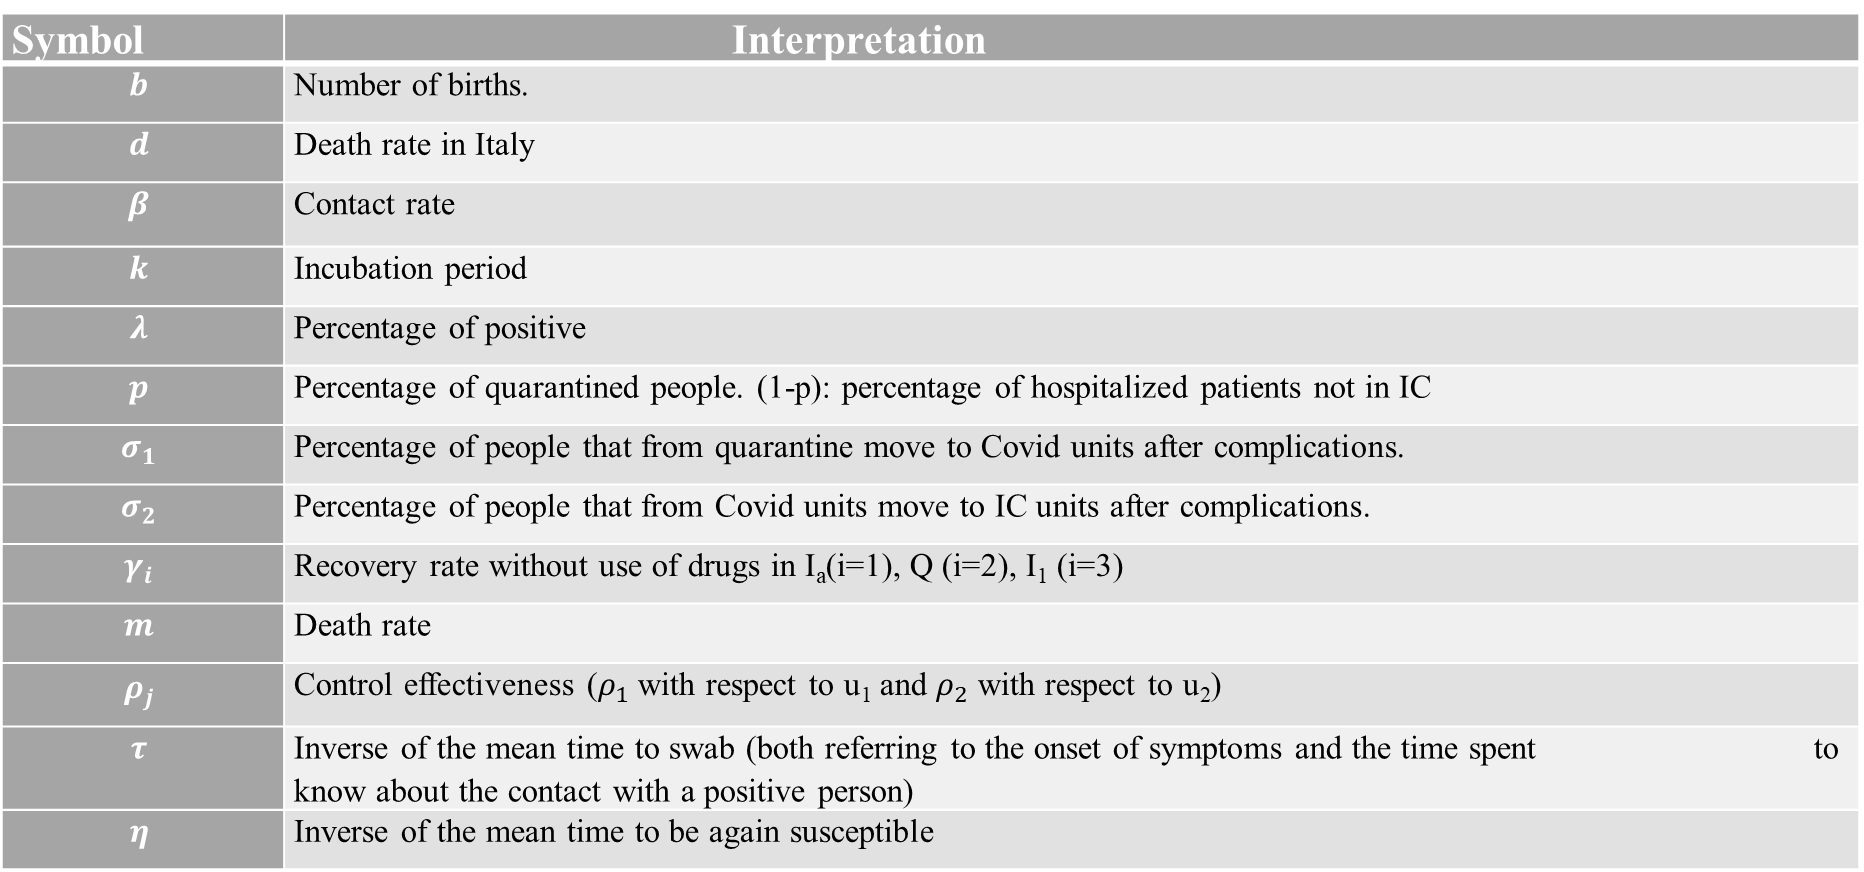 Symbol Interpretation
b Number of births.
d Death rate in Italy
β Contact rate
k Incubation period
λ Percentage of positive
p Percentage of quarantined people. (1-p): percentage of hospitalized patients not in IC
σ₁ Percentage of people that from quarantine move to Covid units after complications.
σ₂ Percentage of people that from Covid units move to IC units after complications.
γᵢ Recovery rate without use of drugs in Iₐ(i=1), Q (i=2), I₁ (i=3)
m Death rate
ρⱼ Control effectiveness (ρ₁ with respect to u₁ and ρ₂ with respect to u₂)
τ Inverse of the mean time to swab (both referring to the onset of symptoms and the time spent to
know about the contact with a positive person)
η Inverse of the mean time to be again susceptible